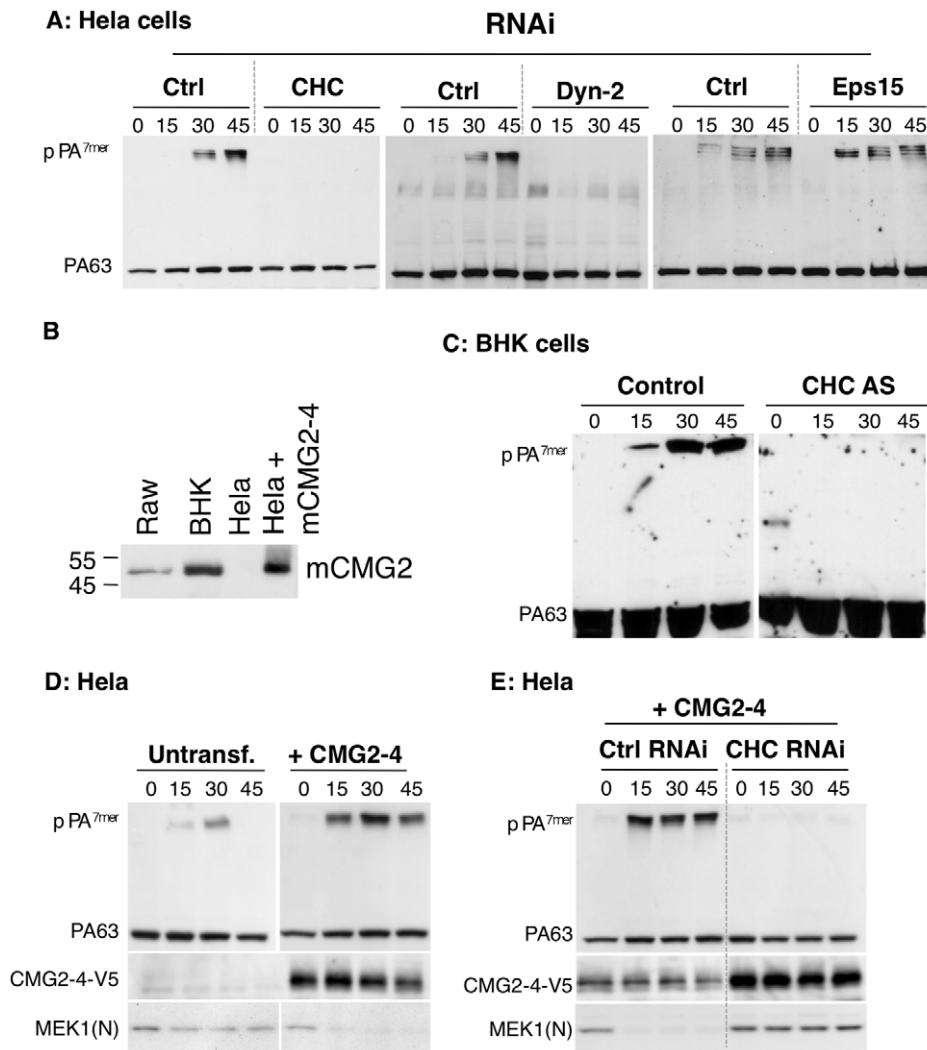 A: Hela cells
RNAi
Ctrl CHC Ctrl Dyn-2 Ctrl Eps15
0 15 30 45 0 15 30 45 0 15 30 45 0 15 30 45 0 15 30 45 0 15 30 45
pPA7mer
PA63
B
Raw
BHK
Hela
Hela +
mCMG2-4
55
45
mCMG2
C: BHK cells
Control CHC AS
0 15 30 45 0 15 30 45
pPA7mer
PA63
D: Hela
Untransf. + CMG2-4
0 15 30 45 0 15 30 45
pPA7mer
PA63
CMG2-4-V5
MEK1(N)
E: Hela
+ CMG2-4
Ctrl RNAi CHC RNAi
0 15 30 45 0 15 30 45
pPA7mer
PA63
CMG2-4-V5
MEK1(N)